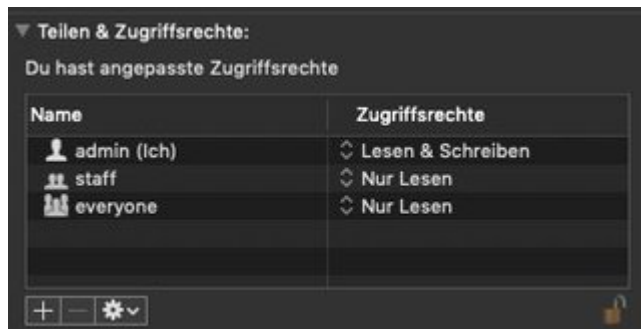 Teilen & Zugriffsrechte:
Du hast angepasste Zugriffsrechte
Name Zugriffsrechte
admin (Ich) Lesen & Schreiben
staff Nur Lesen
everyone Nur Lesen